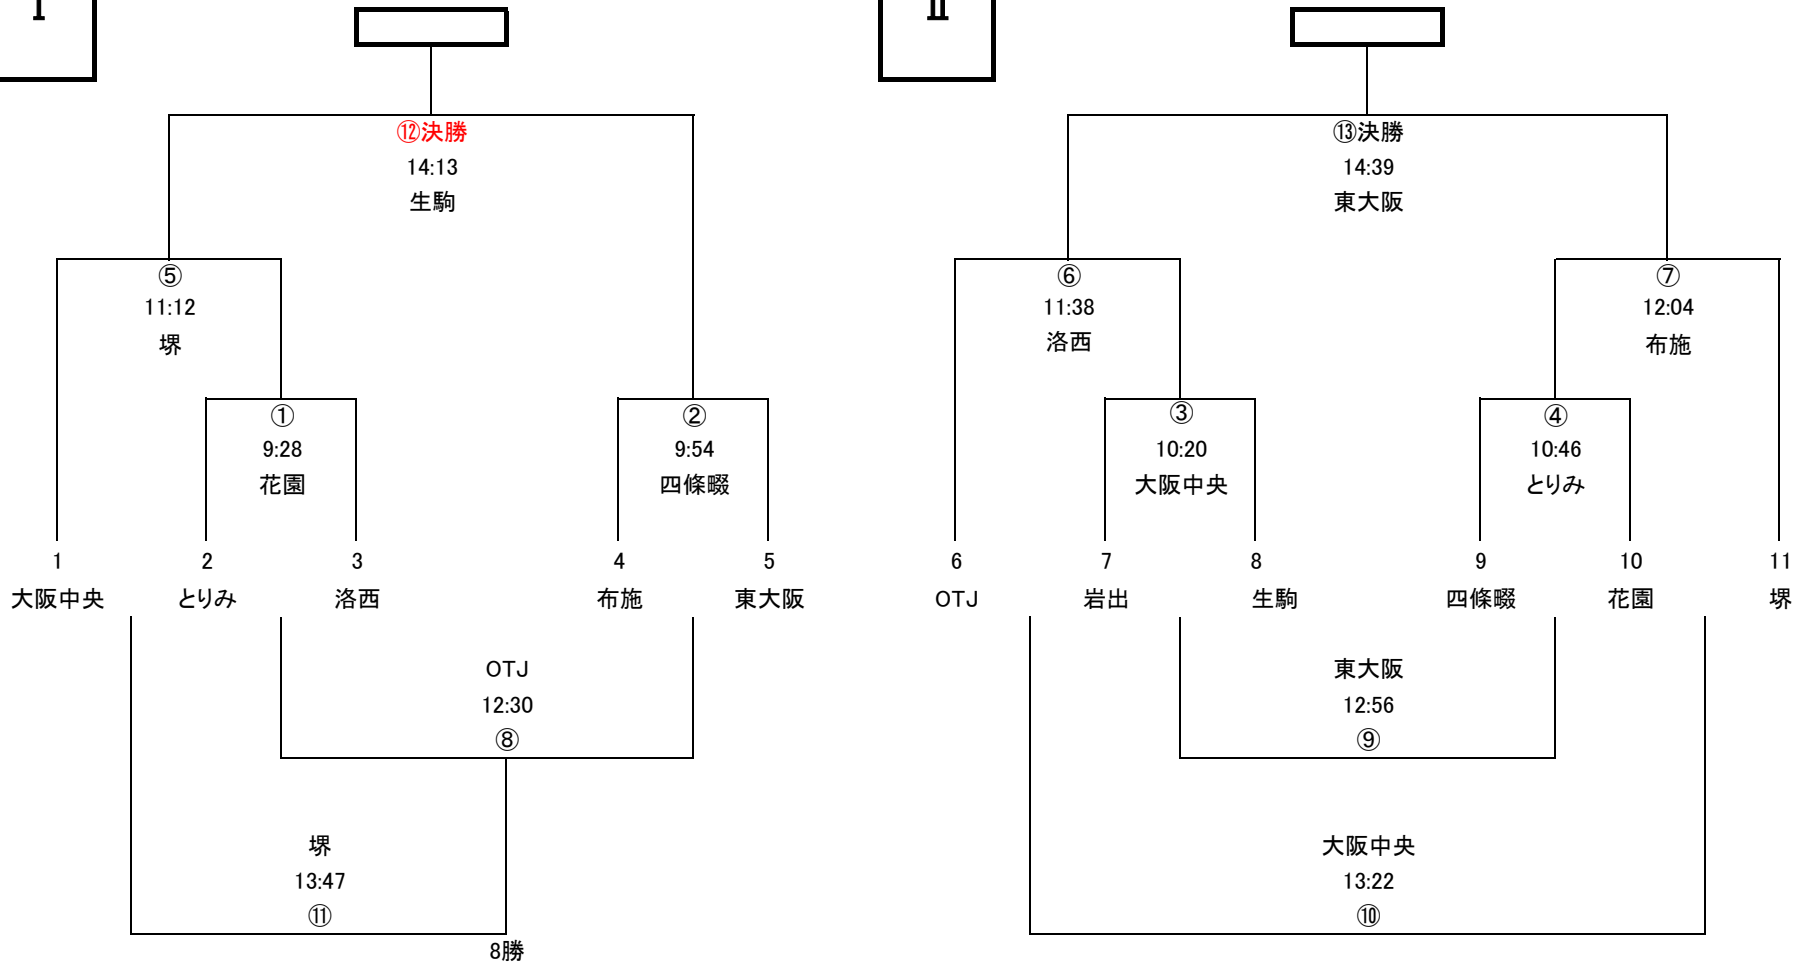 Ⅰ
Ⅱ
⑫決勝
14:13
生駒
⑬決勝
14:39
東大阪
⑤
11:12
堺
⑥
11:38
洛西
⑦
12:04
布施
①
9:28
花園
②
9:54
四條畷
③
10:20
大阪中央
④
10:46
とりみ
1 2 3 4 5 6 7 8 9 10 11
大阪中央 とりみ 洛西 布施 東大阪 OTJ 岩出 生駒 四條畷 花園 堺
OTJ
12:30
⑧
東大阪
12:56
⑨
堺
13:47
⑪
8勝
大阪中央
13:22
⑩